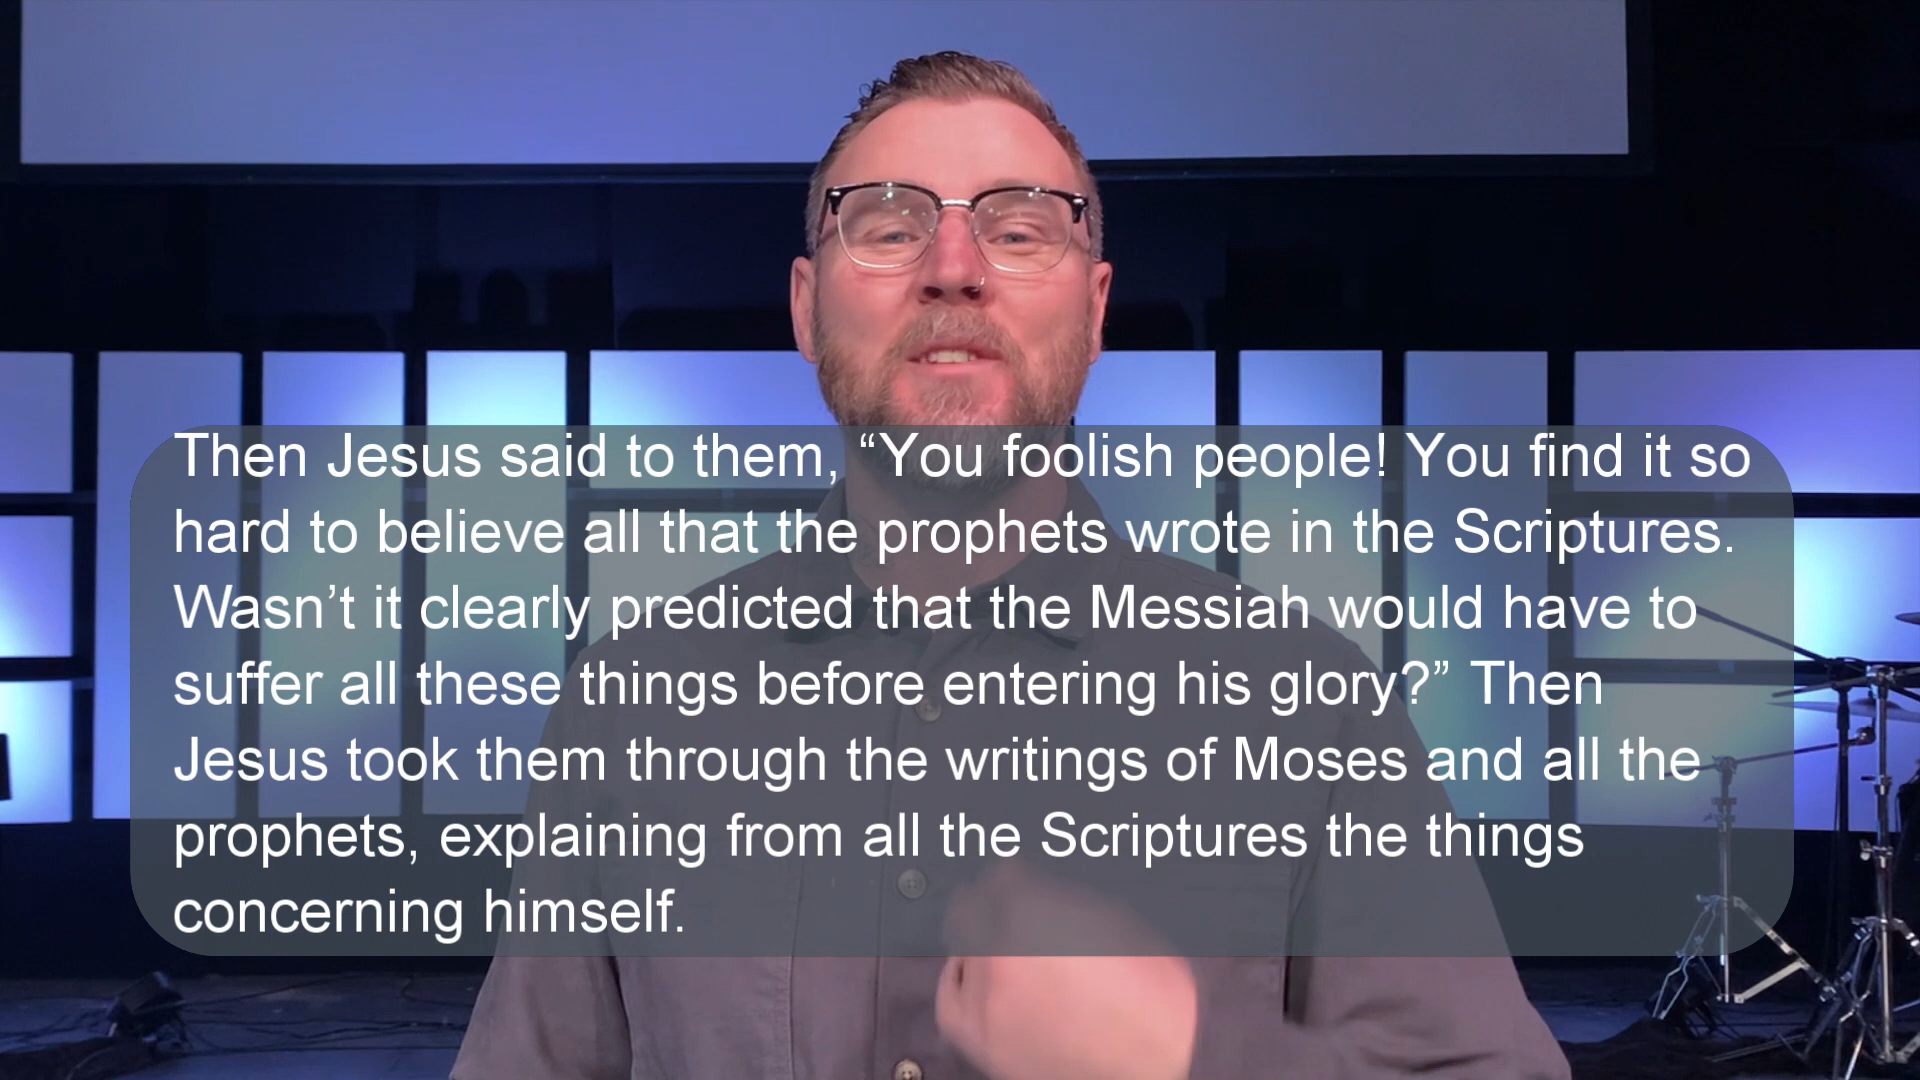 Then Jesus said to them, “You foolish people! You find it so
hard to believe all that the prophets wrote in the Scriptures.
Wasn’t it clearly predicted that the Messiah would have to
suffer all these things before entering his glory?” Then
Jesus took them through the writings of Moses and all the
prophets, explaining from all the Scriptures the things
concerning himself.